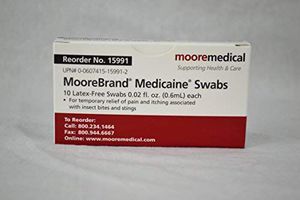 Reorder No. 15991
mooremedical
Supporting Health & Care
UPN# 0-0607415-15991-2
MooreBrand® Medicaine® Swabs
10 Latex-Free Swabs 0.02 fl. oz. (0.6mL) each
• For temporary relief of pain and itching associated
with insect bites and stings
To Reorder:
Call: 800.234.1464
Fax: 800.944.6667
Online: www.mooremedical.com